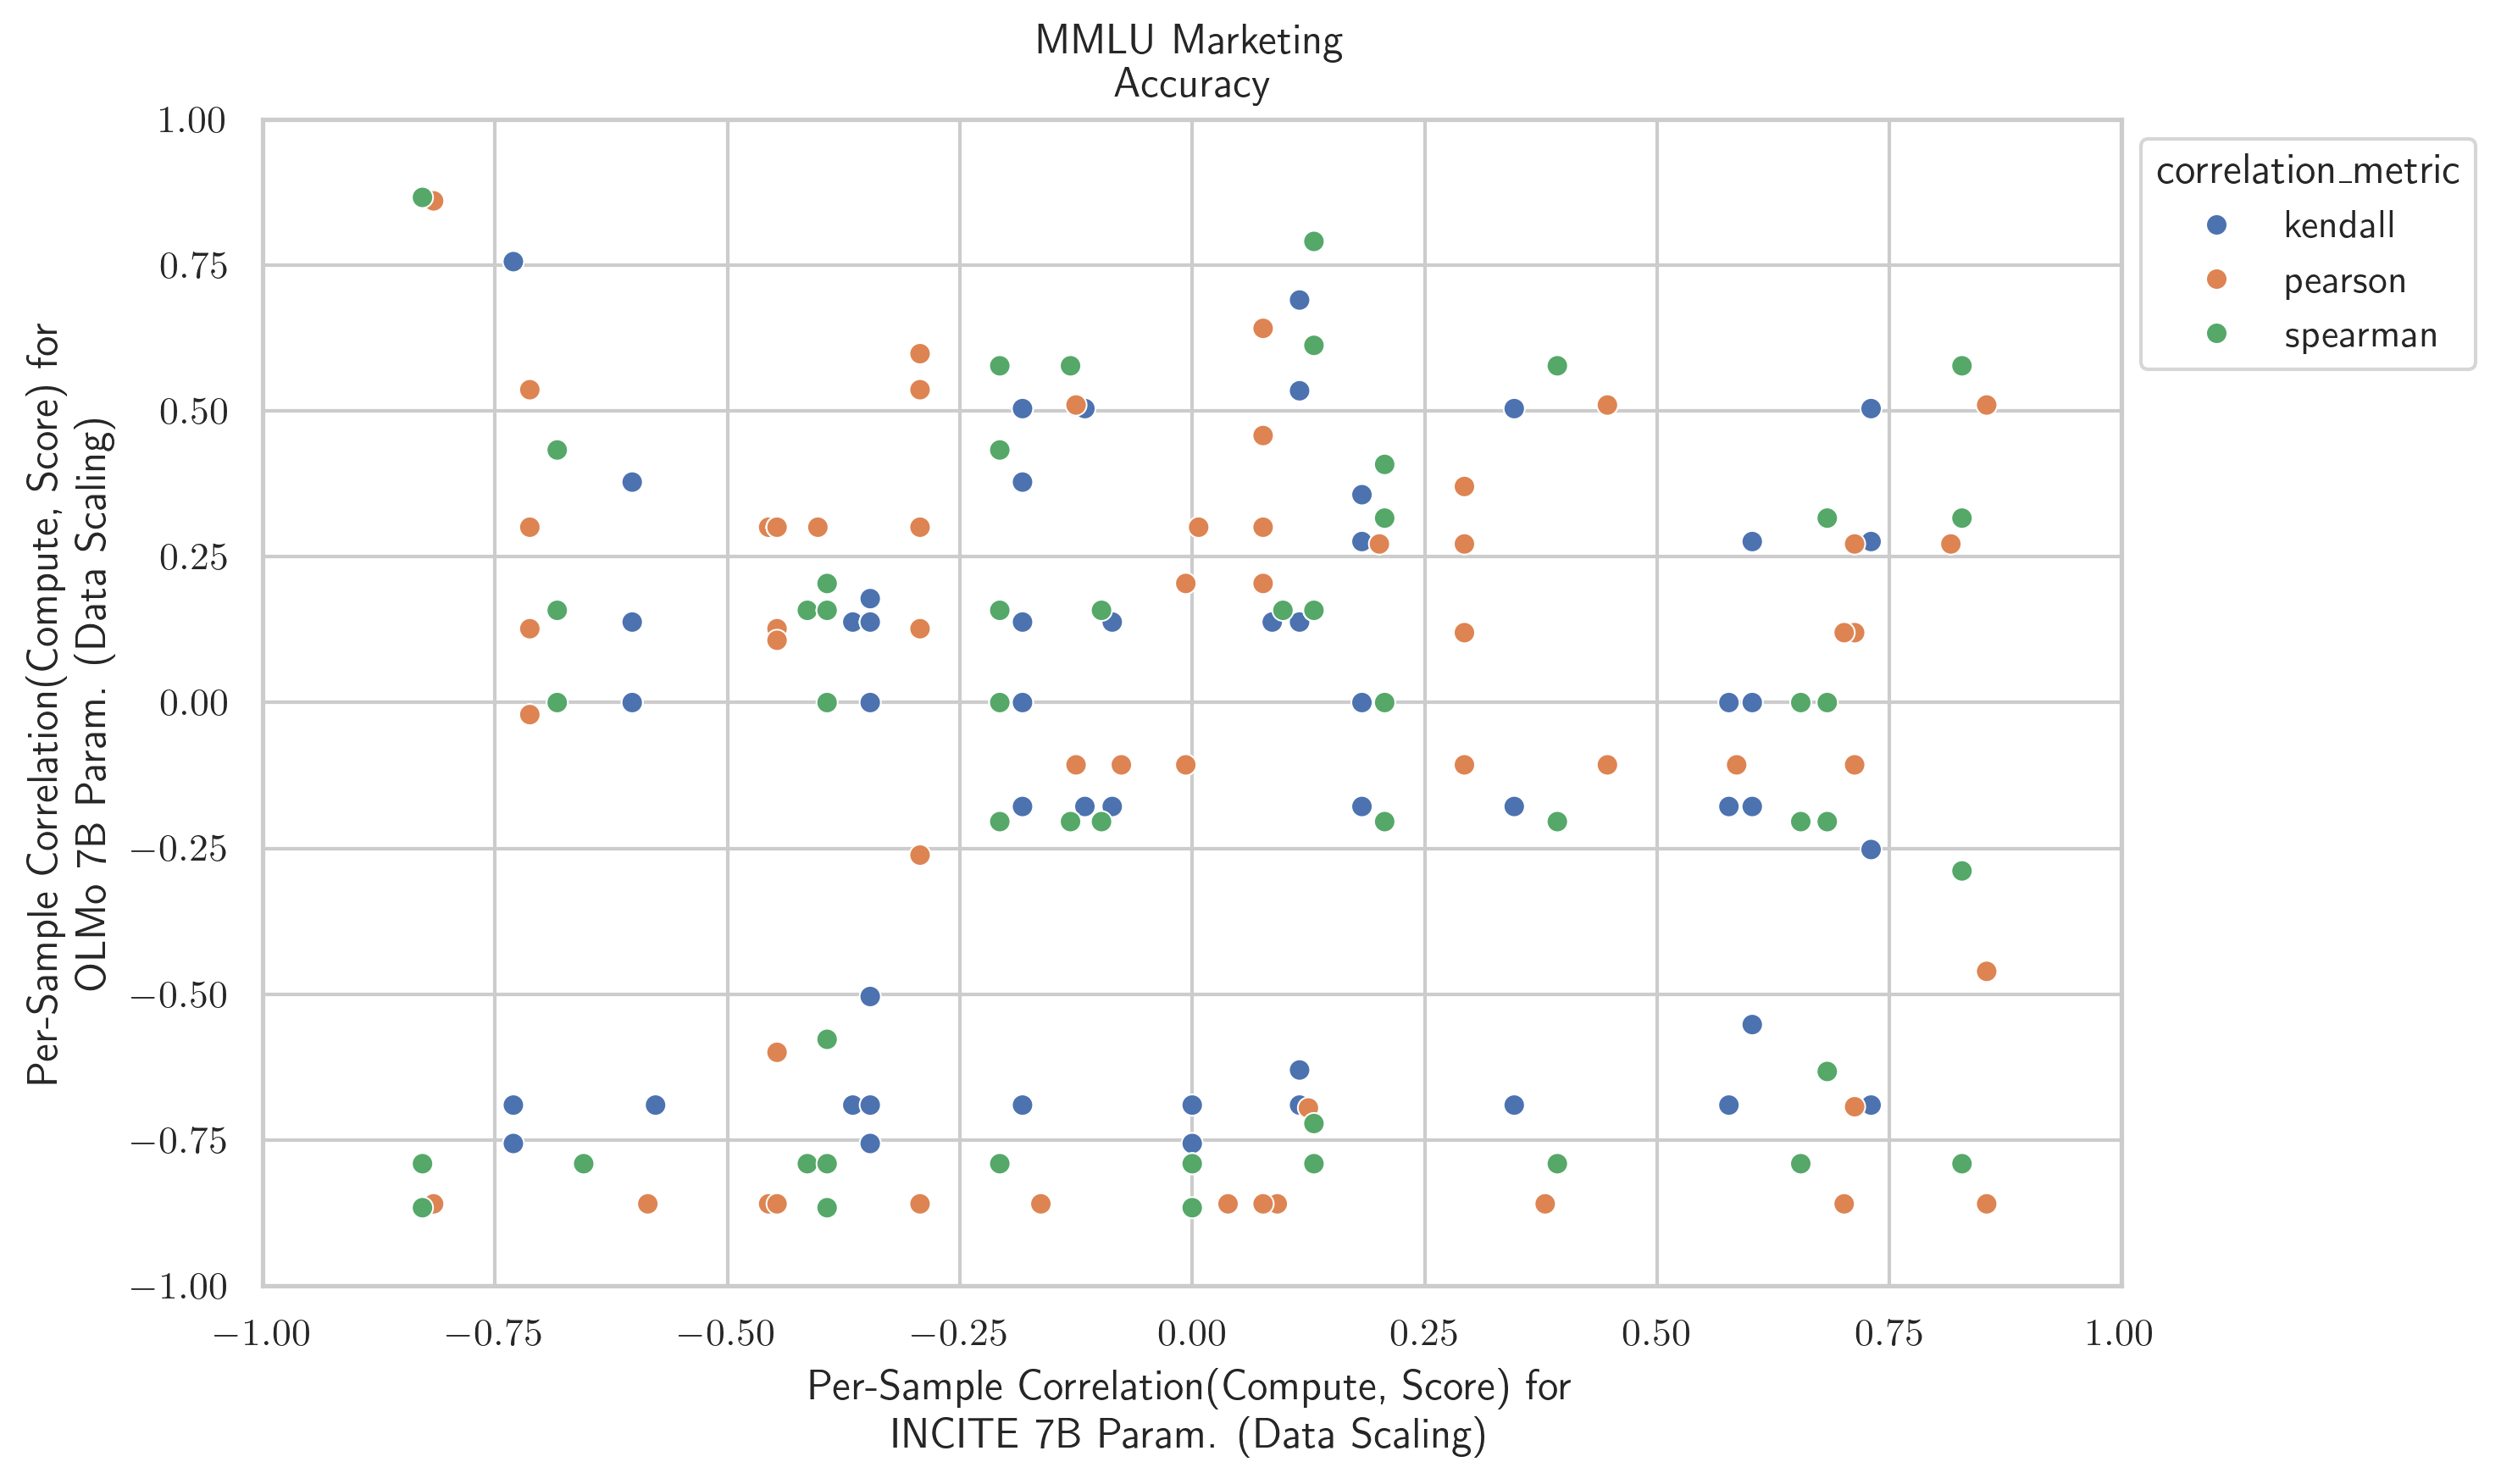 MMLU Marketing
Accuracy
1.00
0.75
0.50
0.25
0.00
−0.25
−0.50
−0.75
−1.00
Per-Sample Correlation(Compute, Score) for
OLMo 7B Param. (Data Scaling)
correlation_metric
kendall
pearson
spearman
−1.00 −0.75 −0.50 −0.25 0.00 0.25 0.50 0.75 1.00
Per-Sample Correlation(Compute, Score) for
INCITE 7B Param. (Data Scaling)